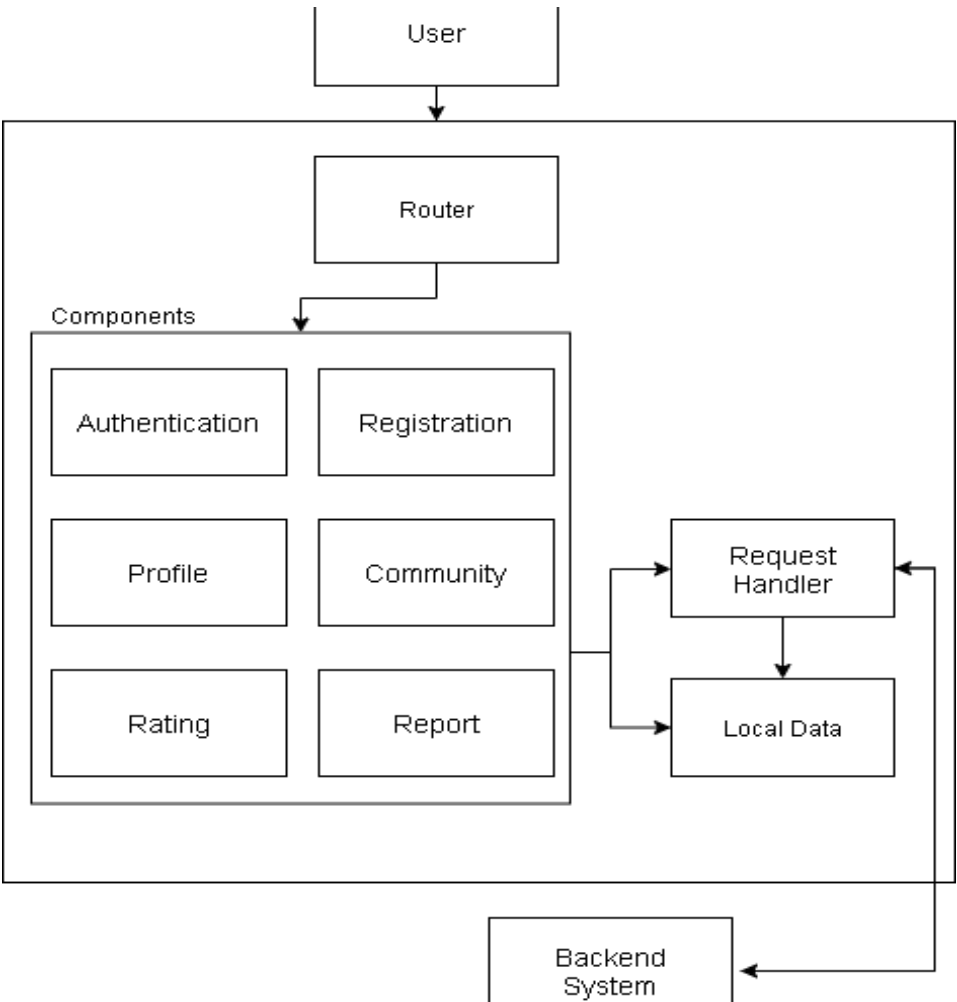 User
Router
Components
Authentication
Registration
Profile
Community
Request
Handler
Rating
Report
Local Data
Backend
System